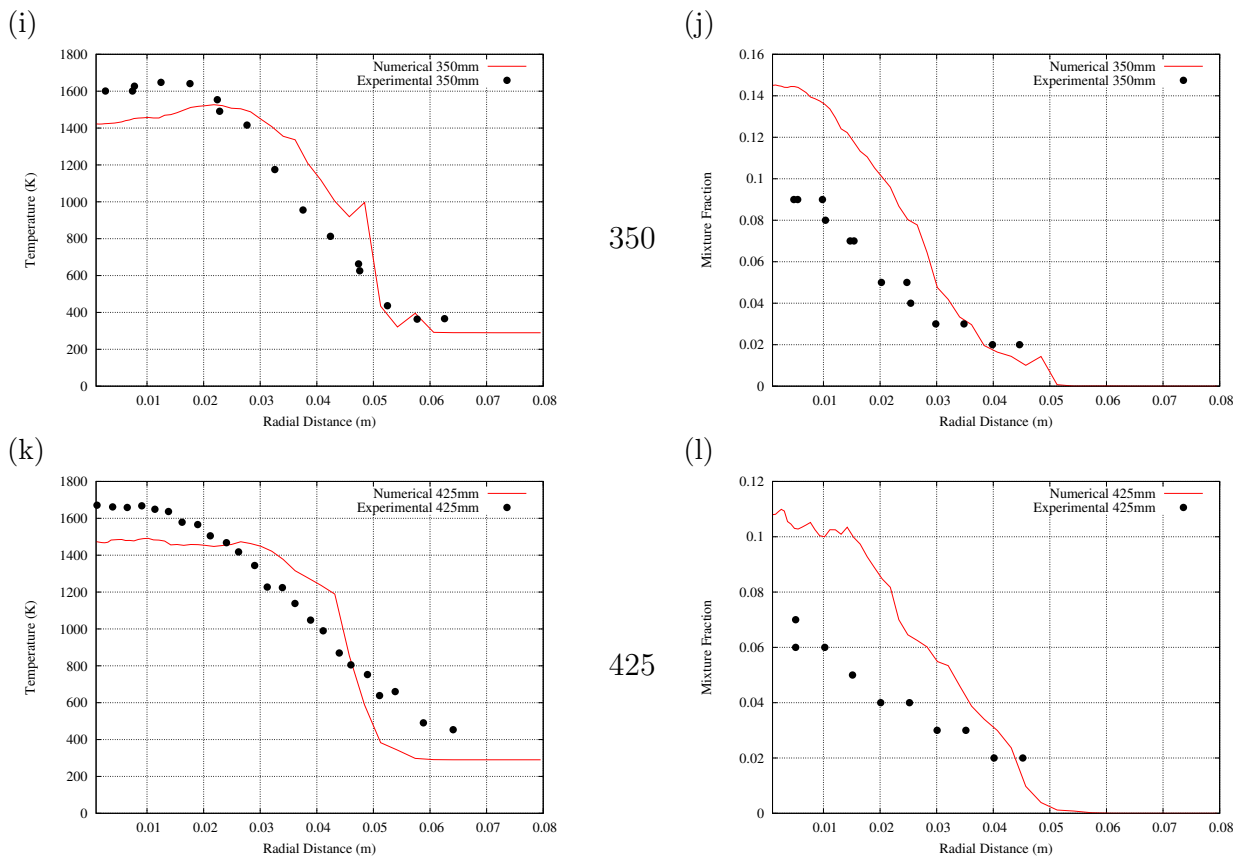 (i)
1800
1600
1400
1200
1000
800
600
400
200
0
Temperature (K)
0.01 0.02 0.03 0.04 0.05 0.06 0.07 0.08
Radial Distance (m)
Numerical 350mm
Experimental 350mm
350
(j)
0.16
0.14
0.12
0.1
0.08
0.06
0.04
0.02
0
Mixture Fraction
0.01 0.02 0.03 0.04 0.05 0.06 0.07 0.08
Radial Distance (m)
Numerical 350mm
Experimental 350mm
(k)
1800
1600
1400
1200
1000
800
600
400
200
0
Temperature (K)
0.01 0.02 0.03 0.04 0.05 0.06 0.07 0.08
Radial Distance (m)
Numerical 425mm
Experimental 425mm
425
(l)
0.12
0.1
0.08
0.06
0.04
0.02
0
Mixture Fraction
0.01 0.02 0.03 0.04 0.05 0.06 0.07 0.08
Radial Distance (m)
Numerical 425mm
Experimental 425mm